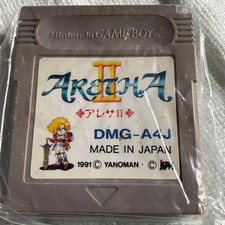 Nintendo GAME BOY
ARETHA
II
アレサII
DMG-A4J
MADE IN JAPAN
1991 © YANOMAN ©